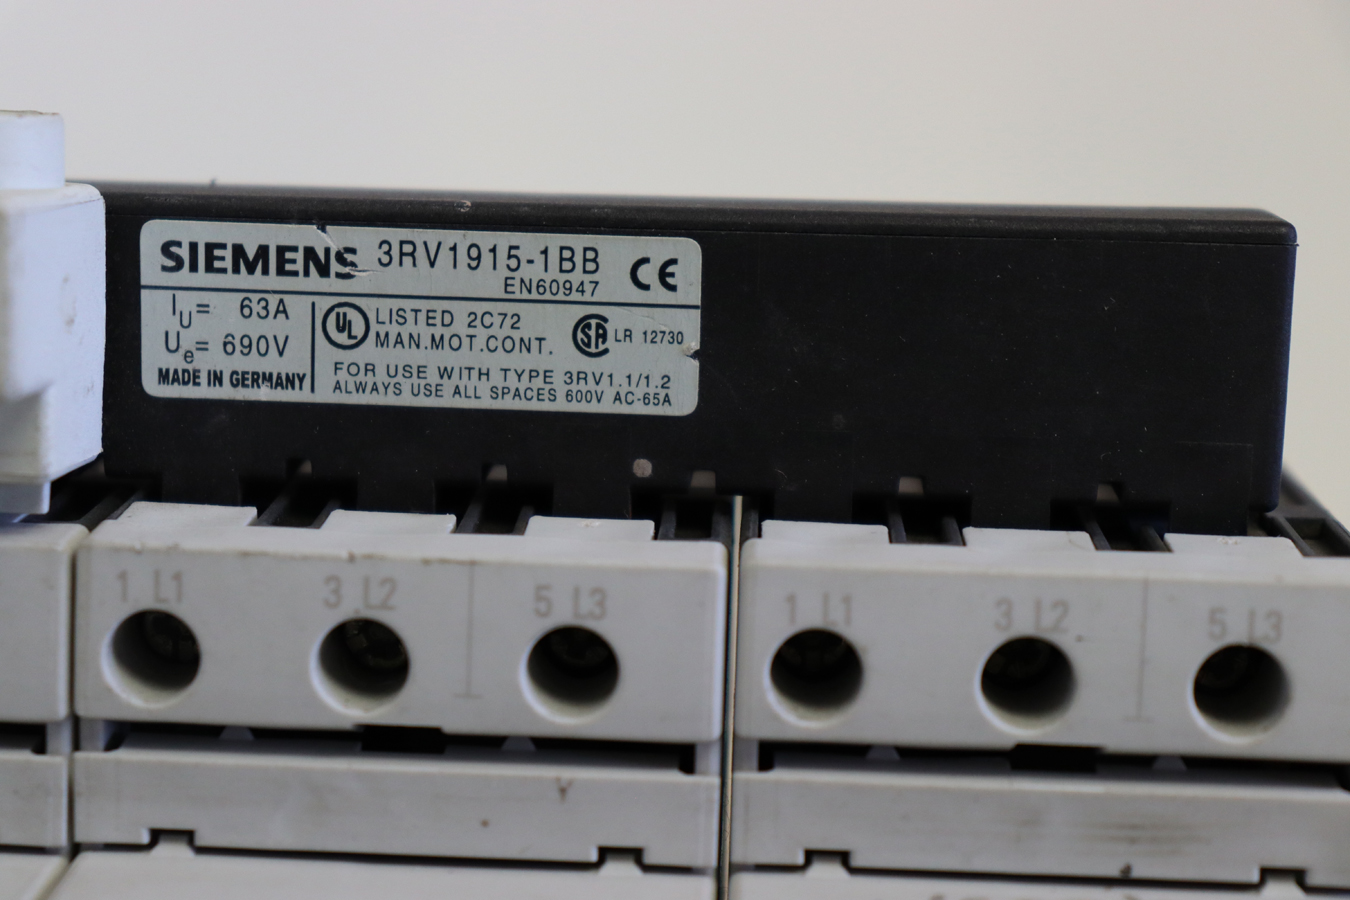 SIEMENS 3RV1915-1BB CE
EN60947
IU= 63A
Ue= 690V
MADE IN GERMANY
UL LISTED 2C72
MAN.MOT.CONT.
SA LR 12730
FOR USE WITH TYPE 3RV1.1/1.2
ALWAYS USE ALL SPACES 600V AC-65A
1 L1 3 L2 5 L3 1 L1 3 L2 5 L3